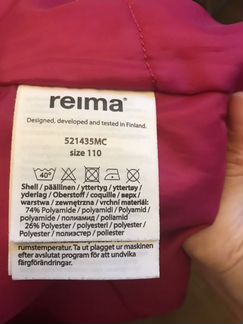 reima®
Designed, developed and tested in Finland.
521435MC
size 110
40°
Shell / päällinen / yttertyg / yttertøy /
yderlag / Oberstoff / coquille / верх /
warstwa / zewnętrzna / vrchní materiál:
74% Polyamide / polyamidi / Polyamid /
polyamide / полиамид / poliamid
26% Polyester / polyesteri / polyester /
Polyester / полиэстер / poliester
rumstemperatur. Ta ut plagget ur maskinen
efter avslutat program för att undvika
färgförändringar.